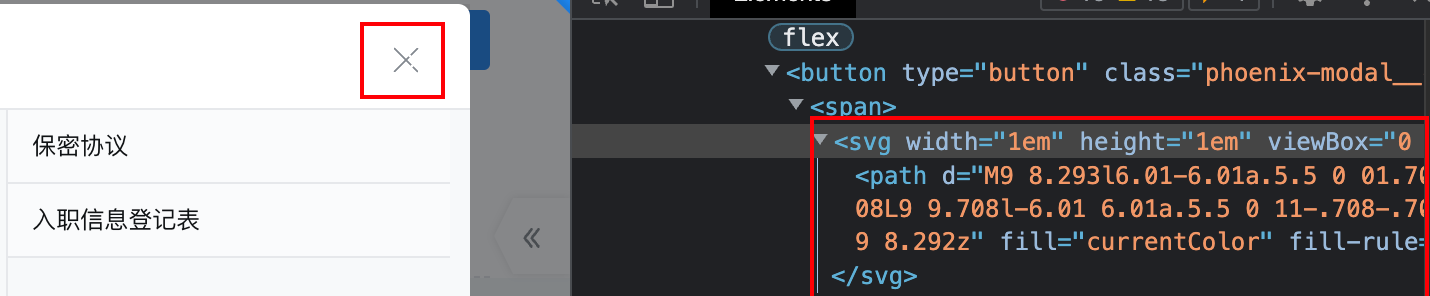 保密协议
入职信息登记表
flex
<button type="button" class="phoenix-modal__
<span>
<svg width="1em" height="1em" viewBox="0
<path d="M9 8.293l6.01-6.01a.5.5 0 01.70
08L9 9.708l-6.01 6.01a.5.5 0 11-.708-.70
9 8.292z" fill="currentColor" fill-rule=
</svg>